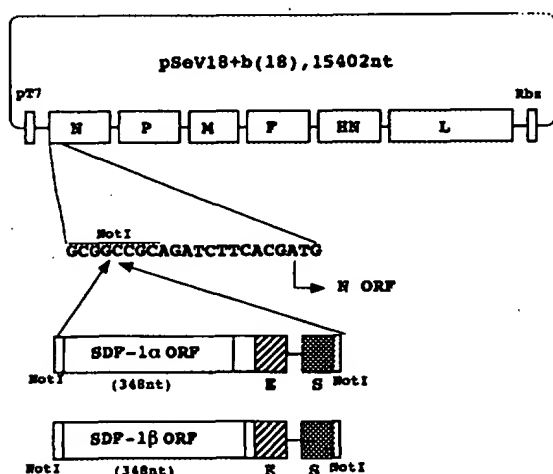 pSeV18+b(18),15402nt
pT7 Rbz
N P M F HN L
NotI
GCGGCCGCAGATCTTCACGATG
N ORF
SDF-1α ORF
NotI (348nt) E S NotI
SDF-1β ORF
NotI (348nt) E S NotI